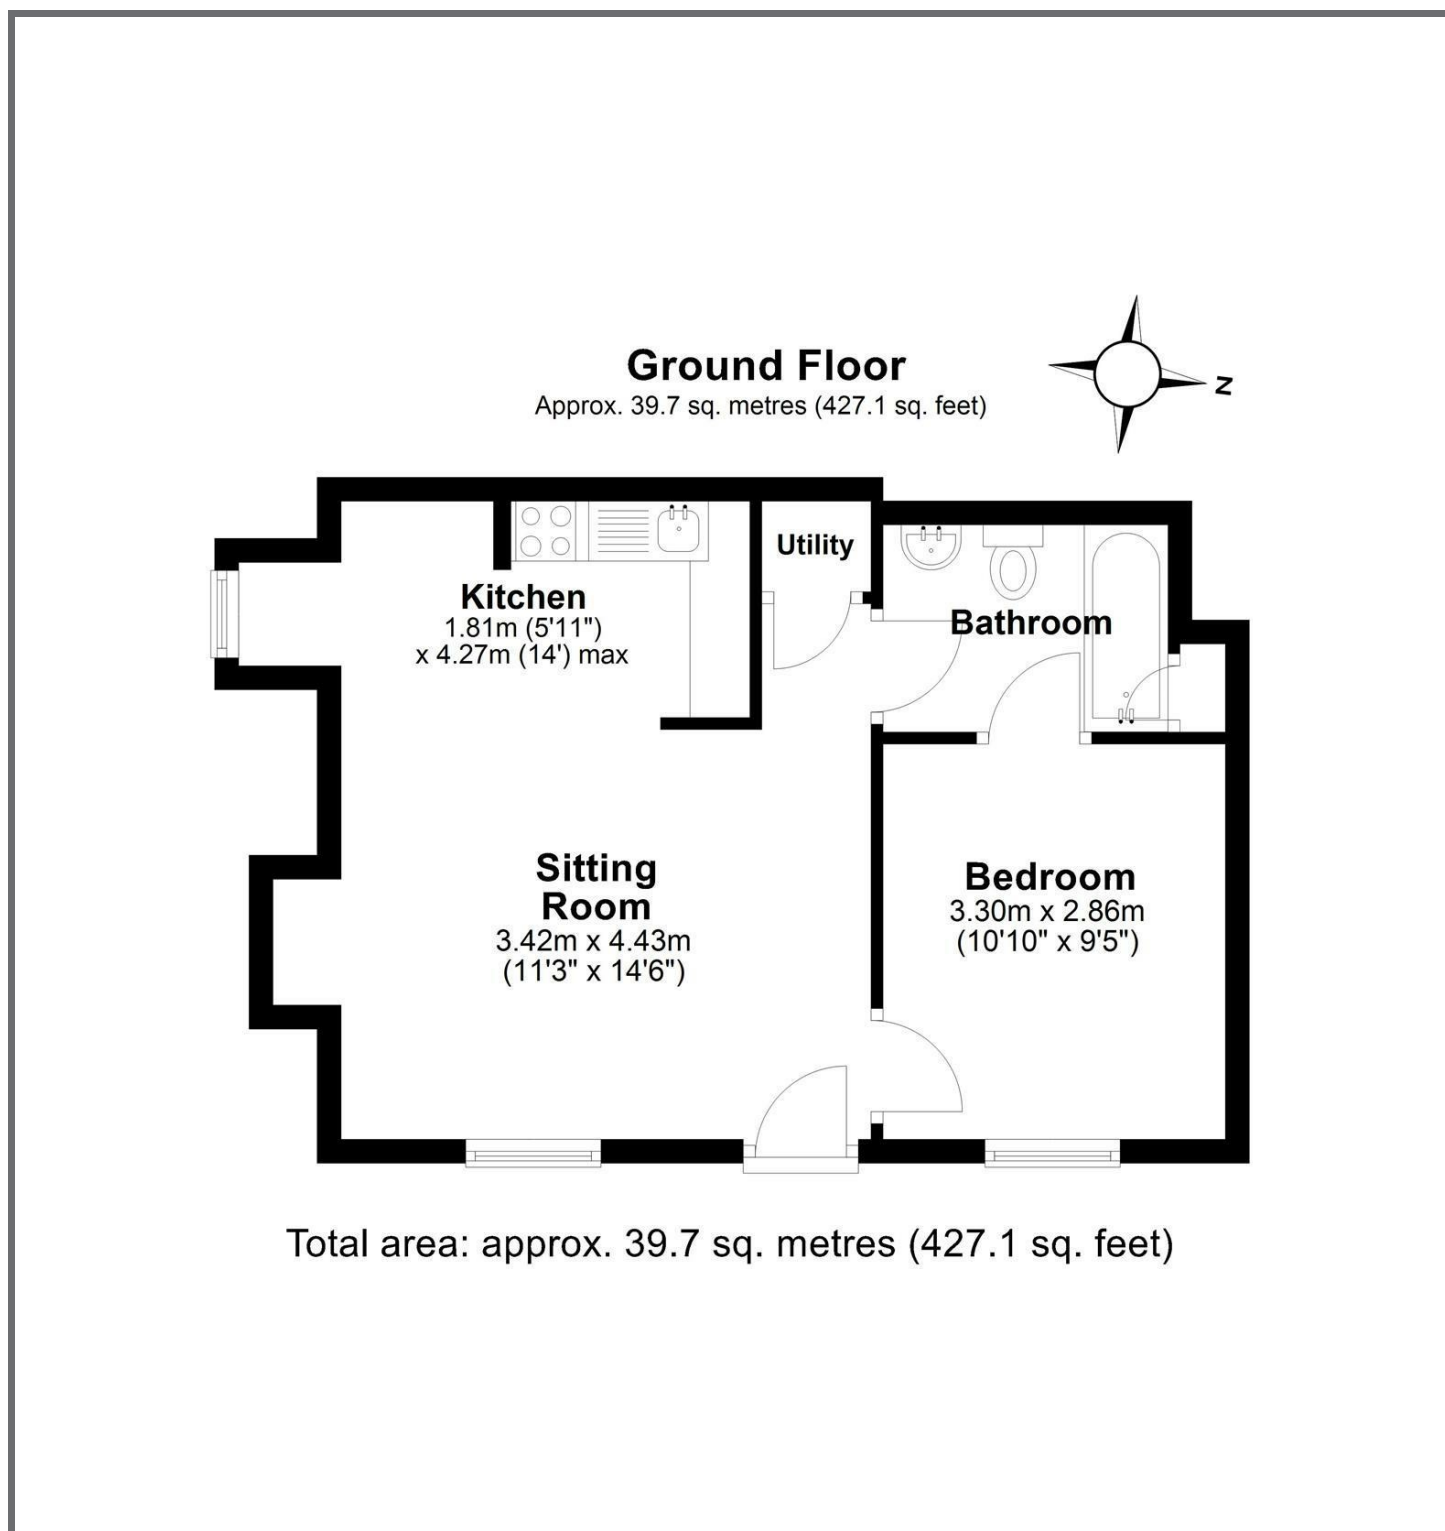 Ground Floor
Approx. 39.7 sq. metres (427.1 sq. feet)
N
Utility
Kitchen
1.81m (5'11")
x 4.27m (14') max
Bathroom
Sitting
Room
3.42m x 4.43m
(11'3" x 14'6")
Bedroom
3.30m x 2.86m
(10'10" x 9'5")
Total area: approx. 39.7 sq. metres (427.1 sq. feet)